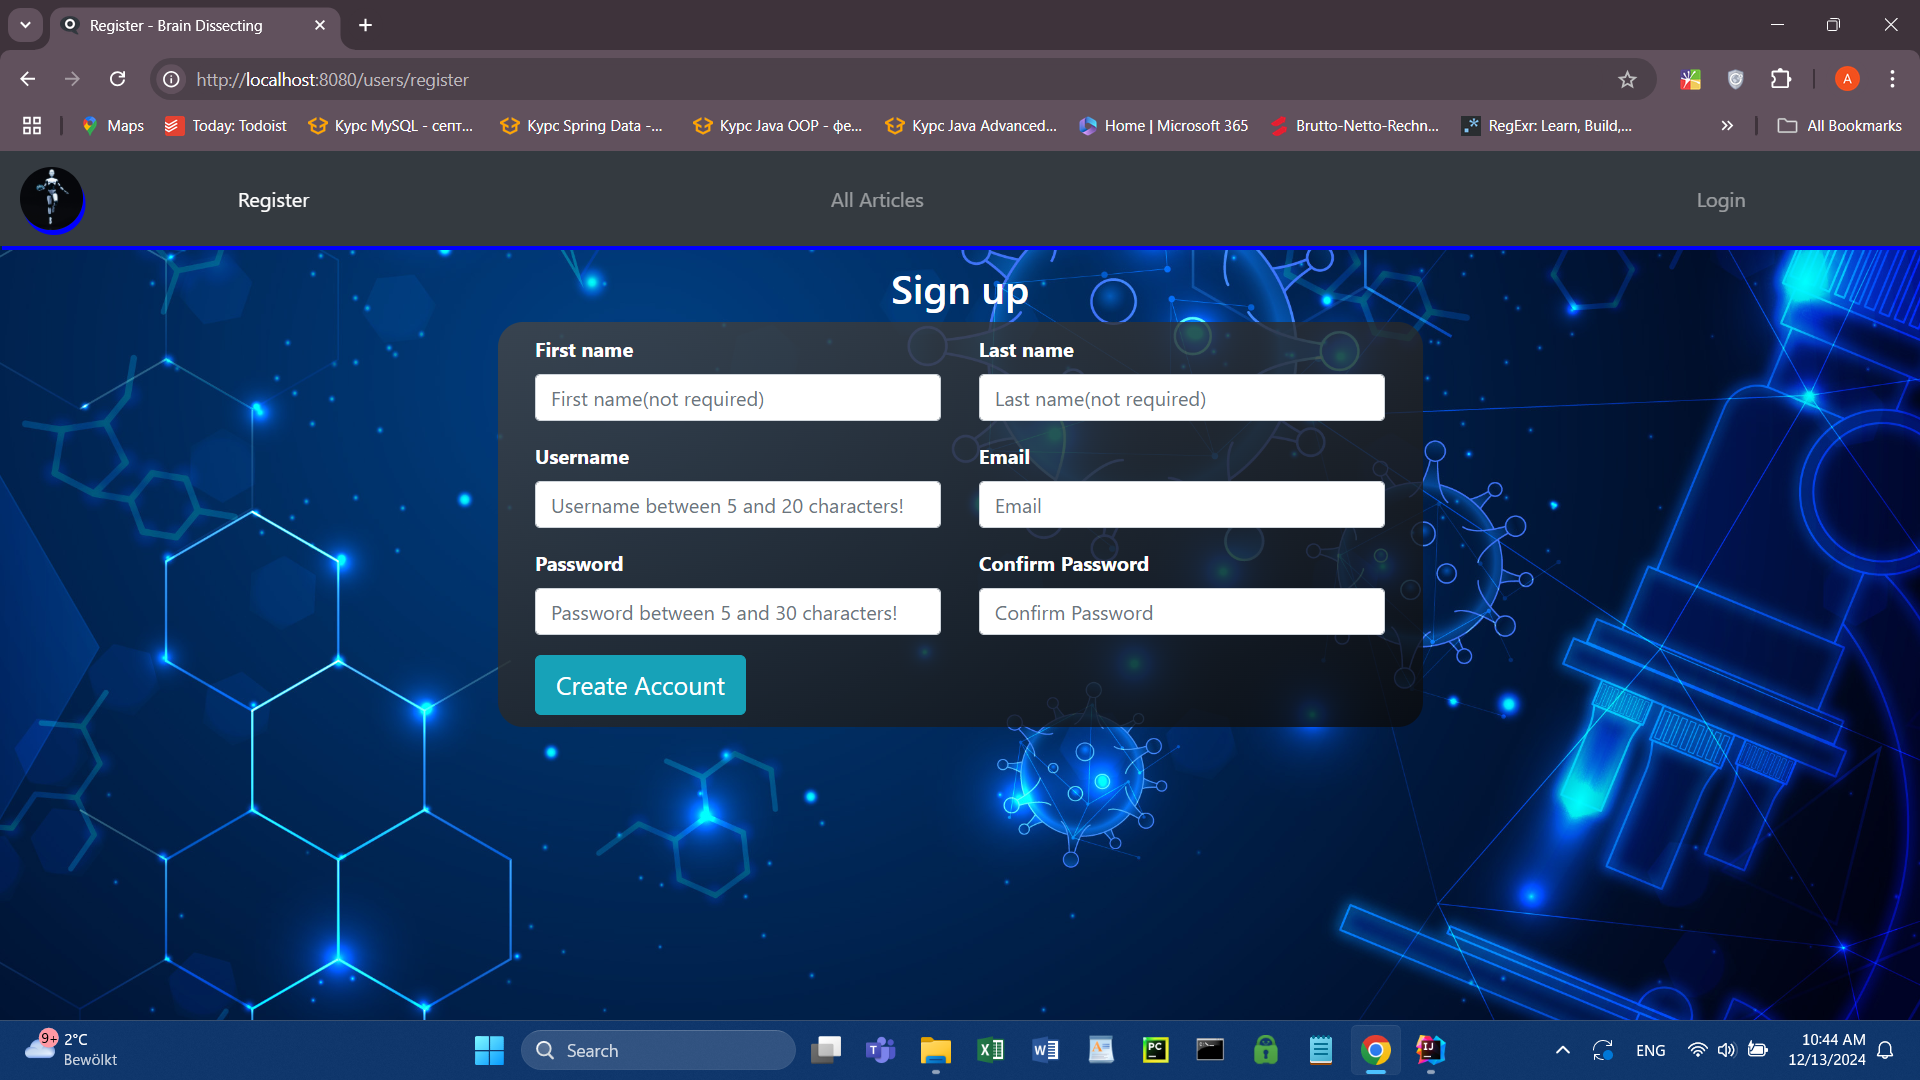 Register - Brain Dissecting
http://localhost:8080/users/register
A
Maps
Today: Todoist
Курс MySQL - септ...
Курс Spring Data -...
Курс Java OOP - фе...
Курс Java Advanced...
Home | Microsoft 365
Brutto-Netto-Rechn...
RegExr: Learn, Build,...
All Bookmarks
Register
All Articles
Login
Sign up
First name
Last name
First name(not required)
Last name(not required)
Username
Email
Username between 5 and 20 characters!
Email
Password
Confirm Password
Password between 5 and 30 characters!
Confirm Password
Create Account
9+
2°C
Bewölkt
Search
PC
IJ
ENG
10:44 AM
12/13/2024